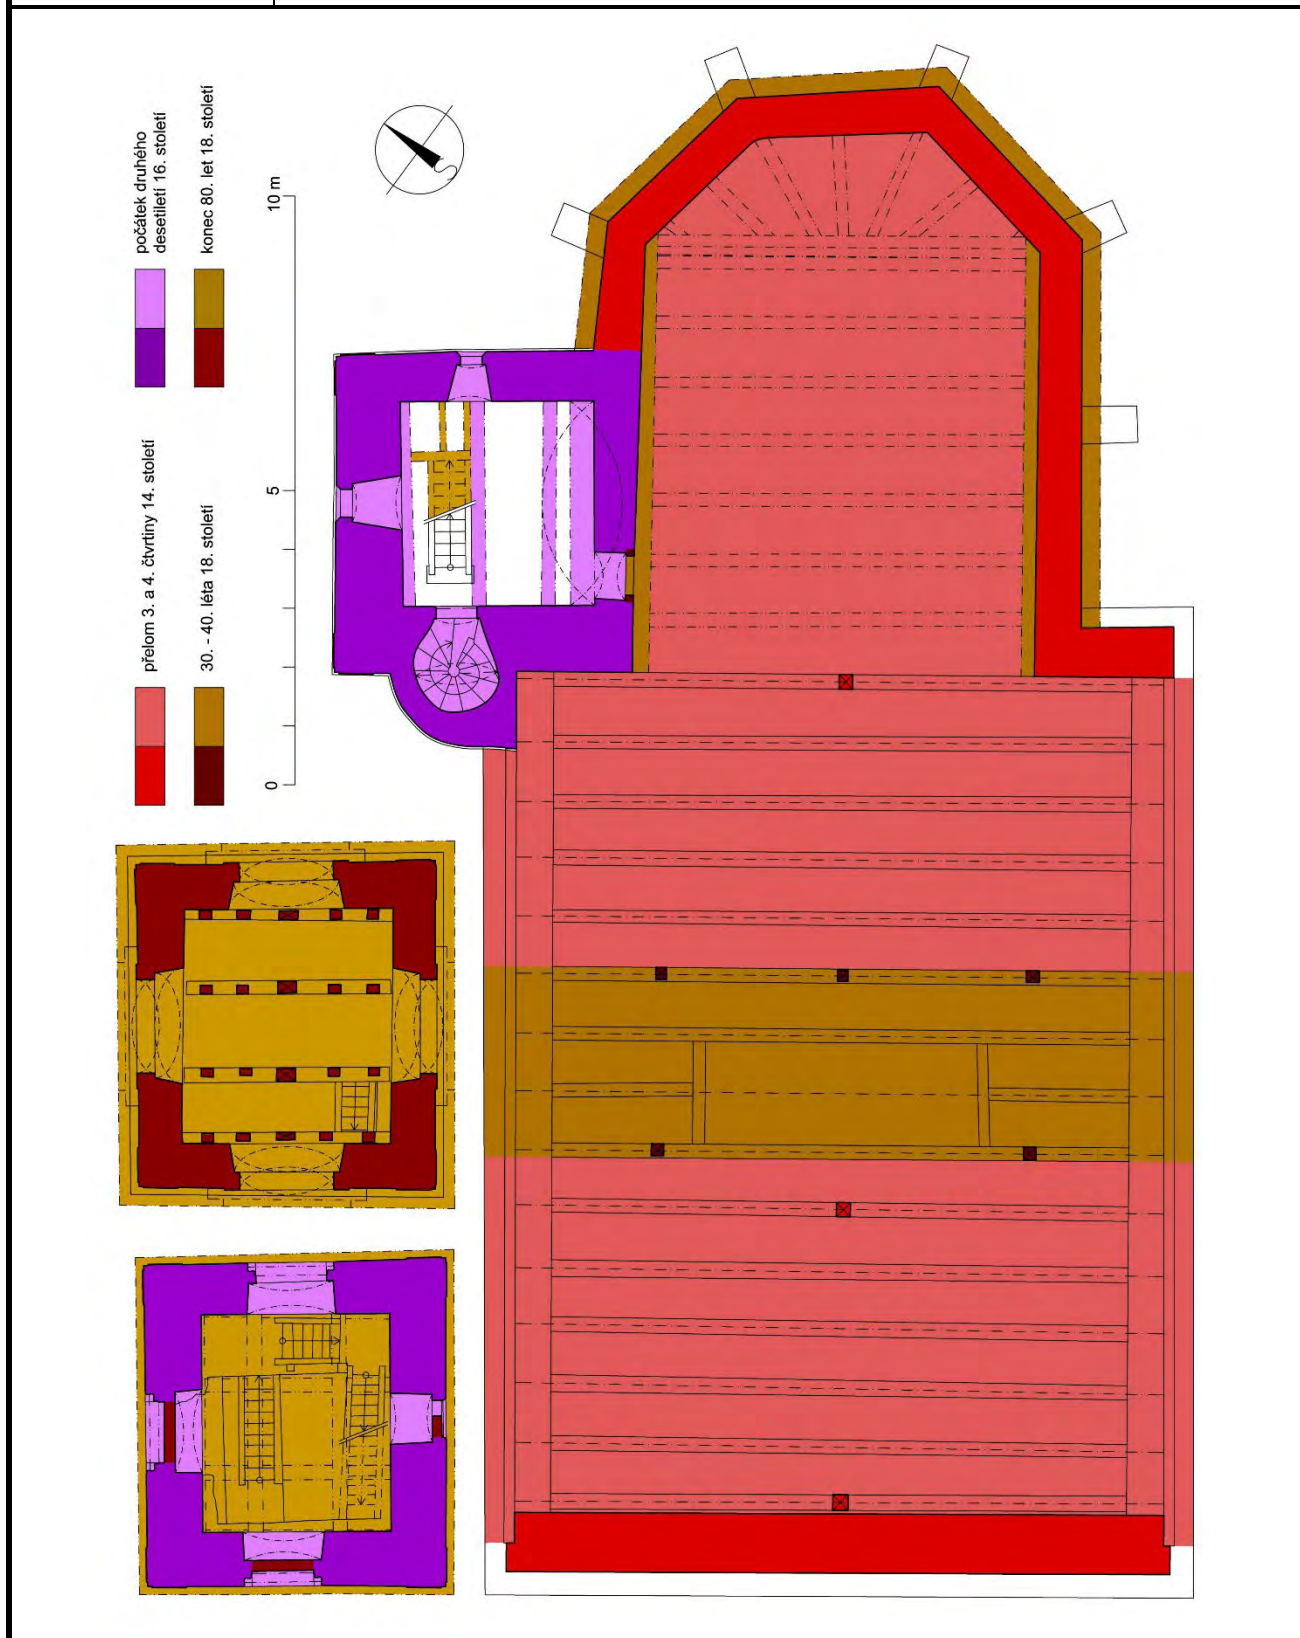 přelom 3. a 4. čtvrtiny 14. století
počátek druhého
desetiletí 16. století
30. - 40. léta 18. století
konec 80. let 18. století
0
5
10 m
S